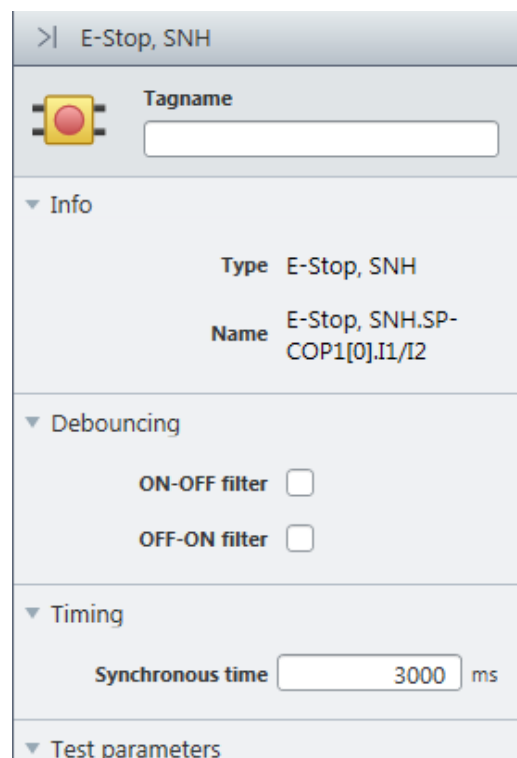 E-Stop, SNH
Tagname
Info
Type E-Stop, SNH
Name E-Stop, SNH.SP-
COP1[0].I1/I2
Debouncing
ON-OFF filter
OFF-ON filter
Timing
Synchronous time 3000 ms
Test parameters